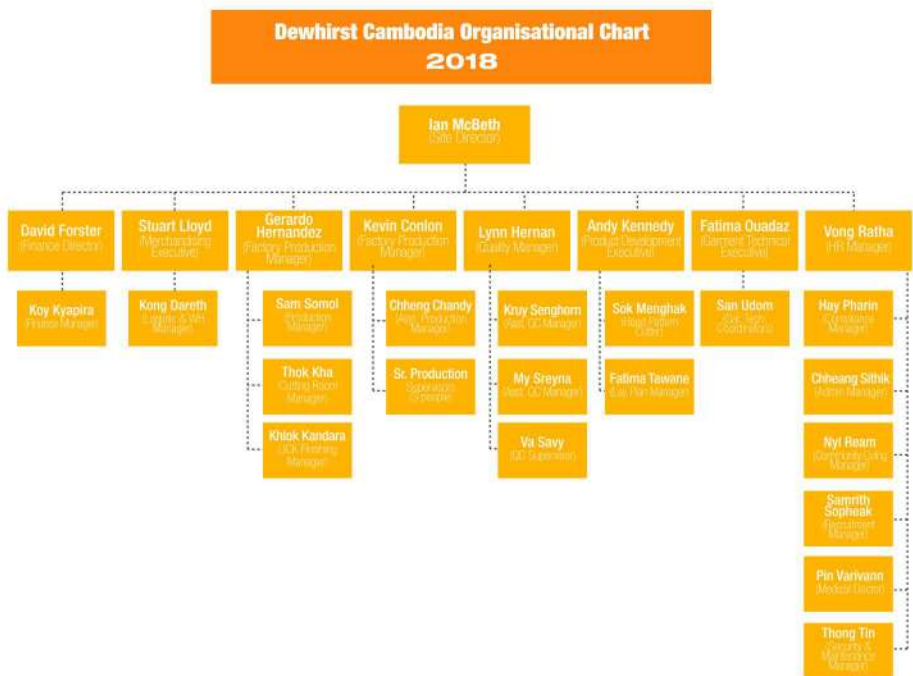 Dewhirst Cambodia Organisational Chart
2018
Ian McBeth
(Site Director)
David Forster
(Finance Director)
Stuart Lloyd
(Merchandising
Executive)
Gerardo
Hernandez
(Factory Production
Manager)
Kevin Conlon
(Factory Production
Manager)
Lynn Hernan
(Quality Manager)
Andy Kennedy
(Product Development
Executive)
Fatima Ouadaz
(Garment Technical
Executive)
Vong Ratha
(HR Manager)
Koy Kyapira
(Finance Manager)
Kong Dareth
(Logistic & WH
Manager)
Sam Somol
(Production
Manager)
Thok Kha
(Cutting Room
Manager)
Khlok Kandara
Finishing
Manager)
Chheng Chandy
(Asst. Production
Manager)
Sr. Production
Supervisors
Kruy Senghorn
(Asst. QC Manager)
My Sreyna
(Asst. QC Manager)
Va Savy
(QC Supervisor)
Sok Menghak
(Head Pattern
Cutter)
Fatima Tawane
(Lay Plan Manager)
San Udom
Coordinators)
Hay Pharin
(Compliance
Manager)
Chheang Sithik
(Admin Manager)
Nyl Ream
(Community Living
Manager)
Samrith
Sopheak
(Recruitment
Manager)
Pin Varivann
(Medical Doctor)
Thong Tin
(Security &
Maintenance
Manager)